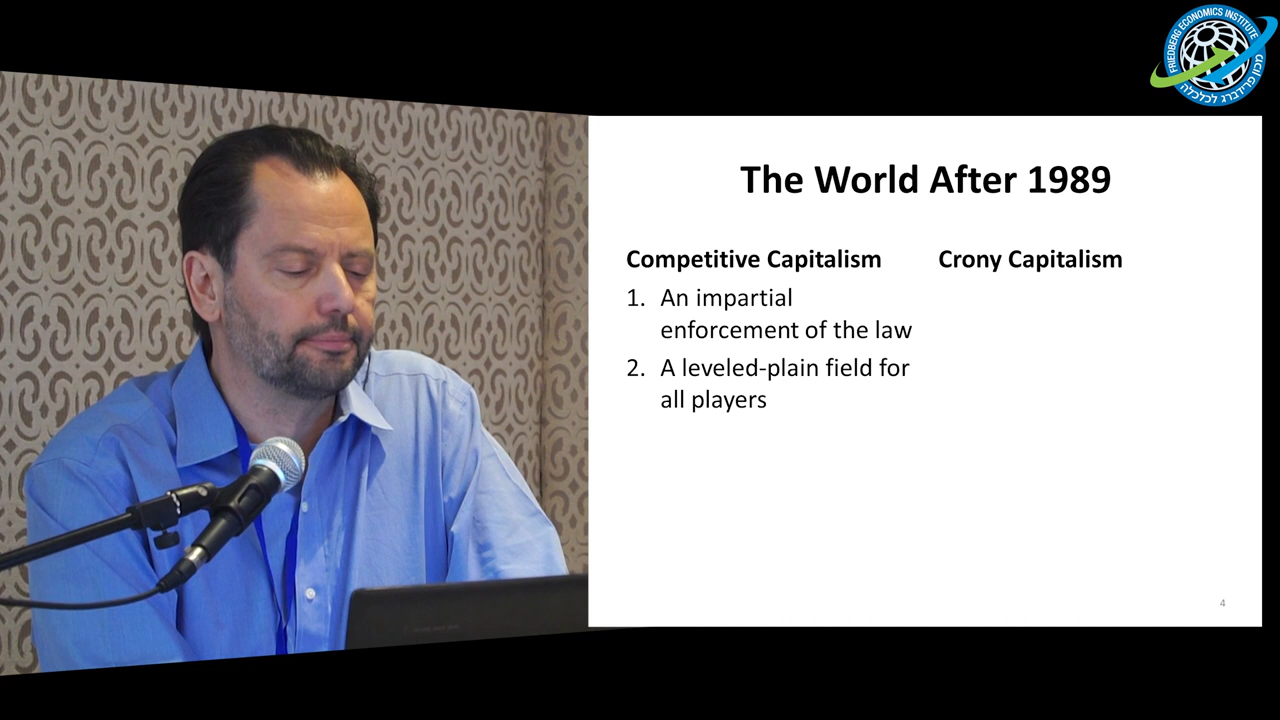 FRIEDBERG ECONOMICS INSTITUTE
מכון פרידברג לכלכלה
The World After 1989
Competitive Capitalism
1. An impartial
enforcement of the law
2. A leveled-plain field for
all players
Crony Capitalism
4